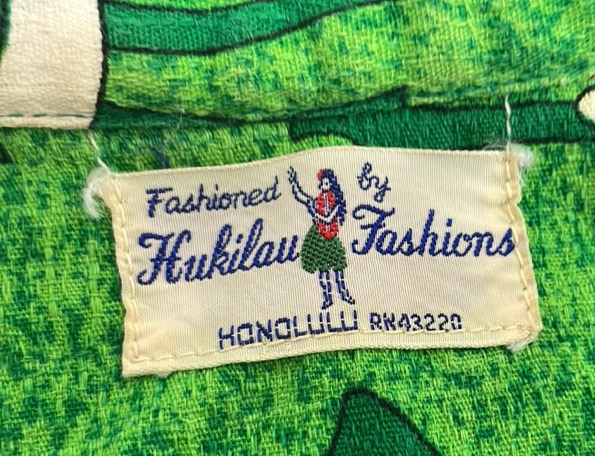 Fashioned by
Hukilau Fashions
HONOLULU RN43220